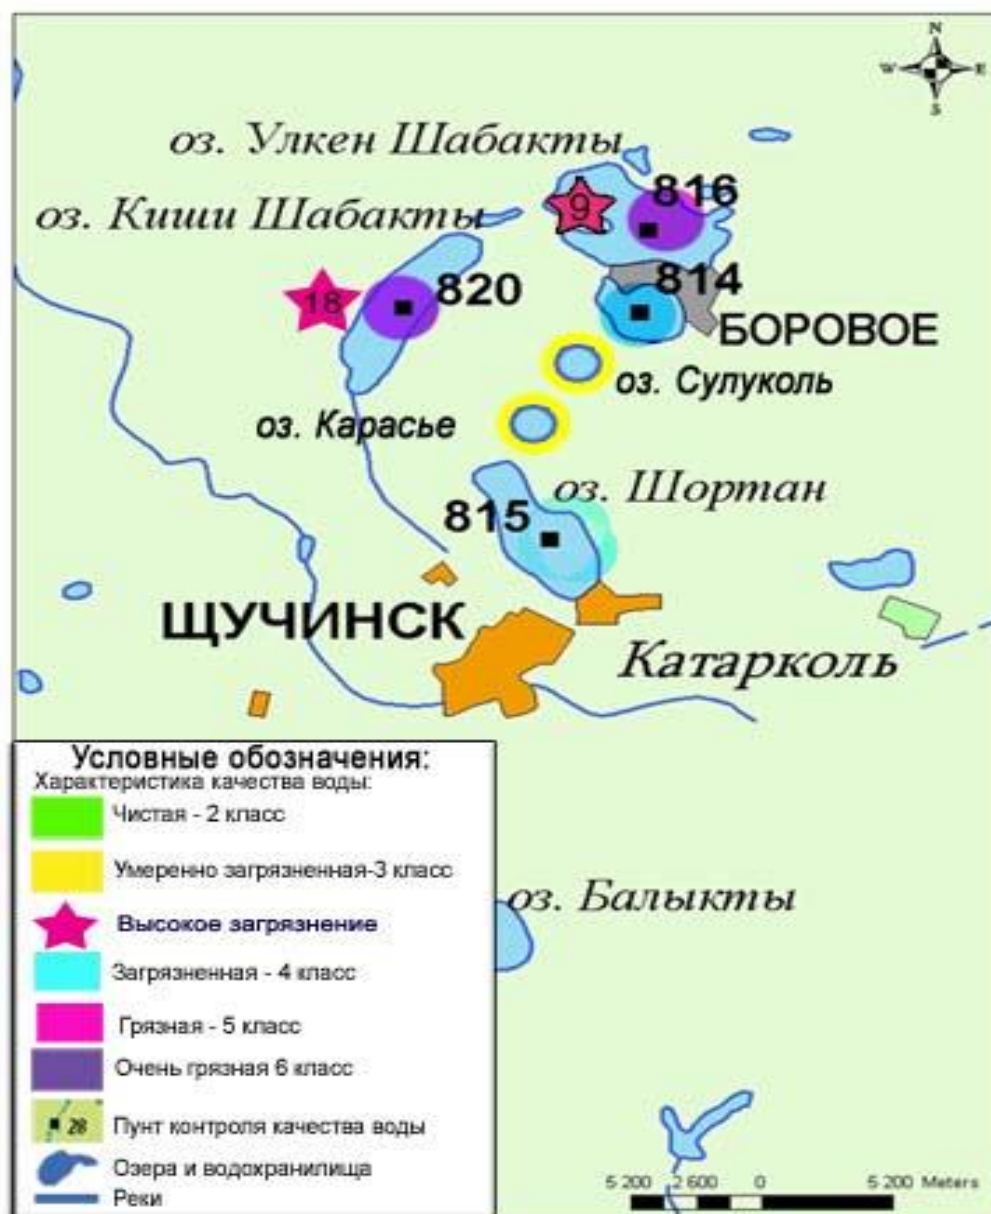 N
W E
S
оз. Улкен Шабакты
816
9
оз. Киши Шабакты
820
18
814
БОРОВОЕ
оз. Сулуколь
оз. Карасье
оз. Шортан
815
ЩУЧИНСК
Катарколь
Условные обозначения:
Характеристика качества воды:
Чистая - 2 класс
Умеренно загрязненная-3 класс
Высокое загрязнение
Загрязненная - 4 класс
Грязная - 5 класс
Очень грязная 6 класс
28
Пунт контроля качества воды
Озера и водохранилища
Реки
оз. Балыкты
5 200 2 600 0 5 200 Meters